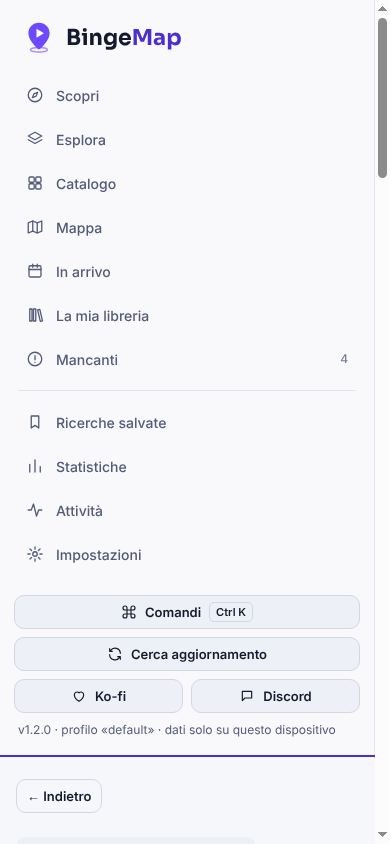 BingeMap
Scopri
Esplora
Catalogo
Mappa
In arrivo
La mia libreria
Mancanti 4
Ricerche salvate
Statistiche
Attività
Impostazioni
Comandi Ctrl K
Cerca aggiornamento
Ko-fi Discord
v1.2.0 · profilo «default» · dati solo su questo dispositivo
← Indietro